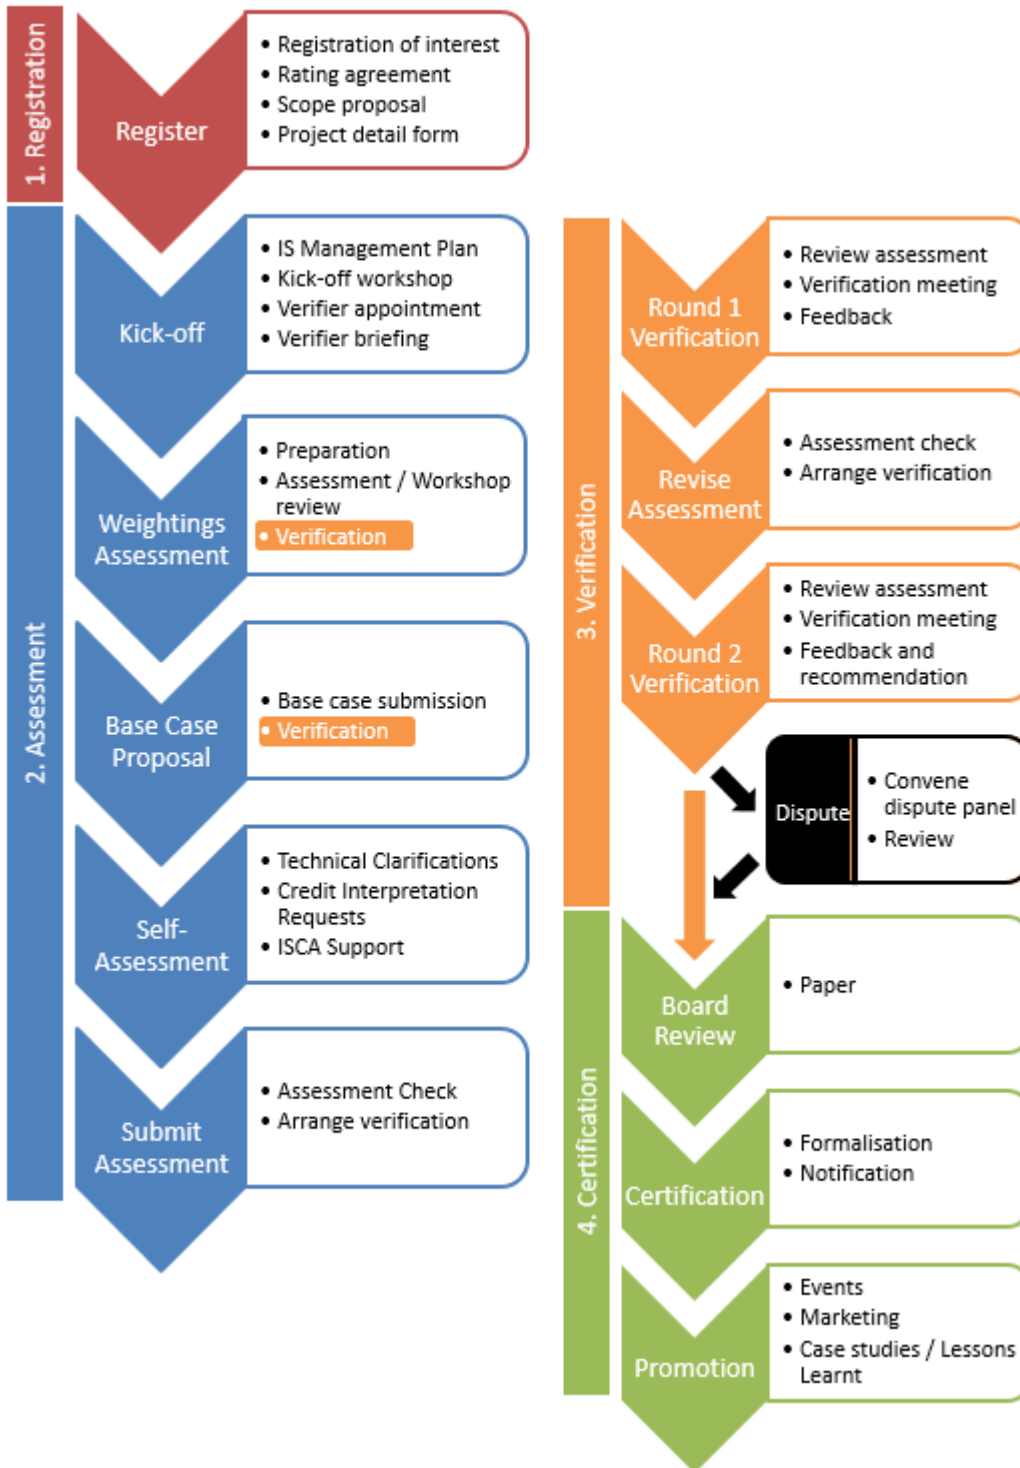 1. Registration
Register
• Registration of interest
• Rating agreement
• Scope proposal
• Project detail form
2. Assessment
Kick-off
• IS Management Plan
• Kick-off workshop
• Verifier appointment
• Verifier briefing
Weightings
Assessment
• Preparation
• Assessment / Workshop
review
• Verification
Base Case
Proposal
• Base case submission
• Verification
Self-
Assessment
• Technical Clarifications
• Credit Interpretation
Requests
• ISCA Support
Submit
Assessment
• Assessment Check
• Arrange verification
3. Verification
Round 1
Verification
• Review assessment
• Verification meeting
• Feedback
Revise
Assessment
• Assessment check
• Arrange verification
Round 2
Verification
• Review assessment
• Verification meeting
• Feedback and
recommendation
Dispute
• Convene
dispute panel
• Review
4. Certification
Board
Review
• Paper
Certification
• Formalisation
• Notification
Promotion
• Events
• Marketing
• Case studies / Lessons
Learnt